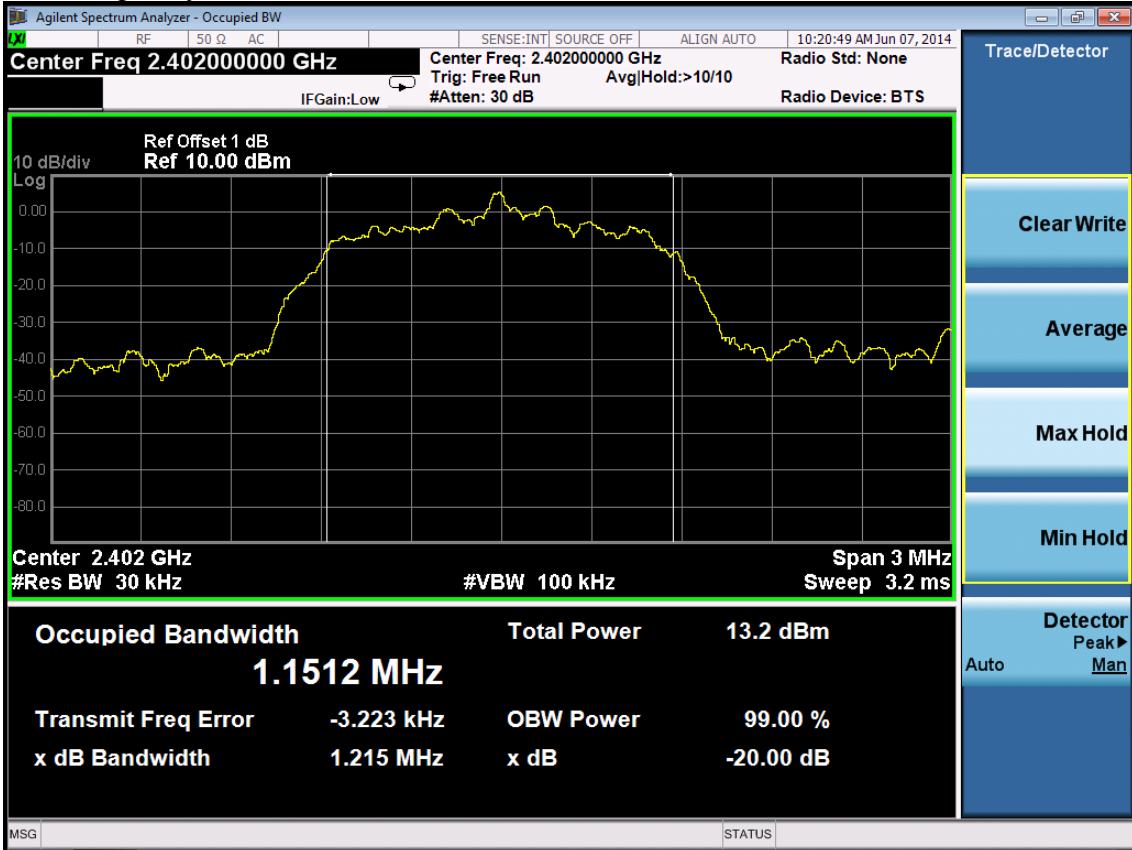 Agilent Spectrum Analyzer - Occupied BW
LXI RF 50 Ω AC SENSE:INT SOURCE OFF ALIGN AUTO 10:20:49 AM Jun 07, 2014
Center Freq 2.402000000 GHz Center Freq: 2.402000000 GHz Radio Std: None
Trig: Free Run Avg|Hold:>10/10
IFGain:Low #Atten: 30 dB Radio Device: BTS
Ref Offset 1 dB
10 dB/div Ref 10.00 dBm
Log
0.00
-10.0
-20.0
-30.0
-40.0
-50.0
-60.0
-70.0
-80.0
Center 2.402 GHz Span 3 MHz
#Res BW 30 kHz #VBW 100 kHz Sweep 3.2 ms
Occupied Bandwidth Total Power 13.2 dBm
1.1512 MHz
Transmit Freq Error -3.223 kHz OBW Power 99.00 %
x dB Bandwidth 1.215 MHz x dB -20.00 dB
MSG STATUS
Trace/Detector
Clear Write
Average
Max Hold
Min Hold
Detector
Peak▶
Auto Man